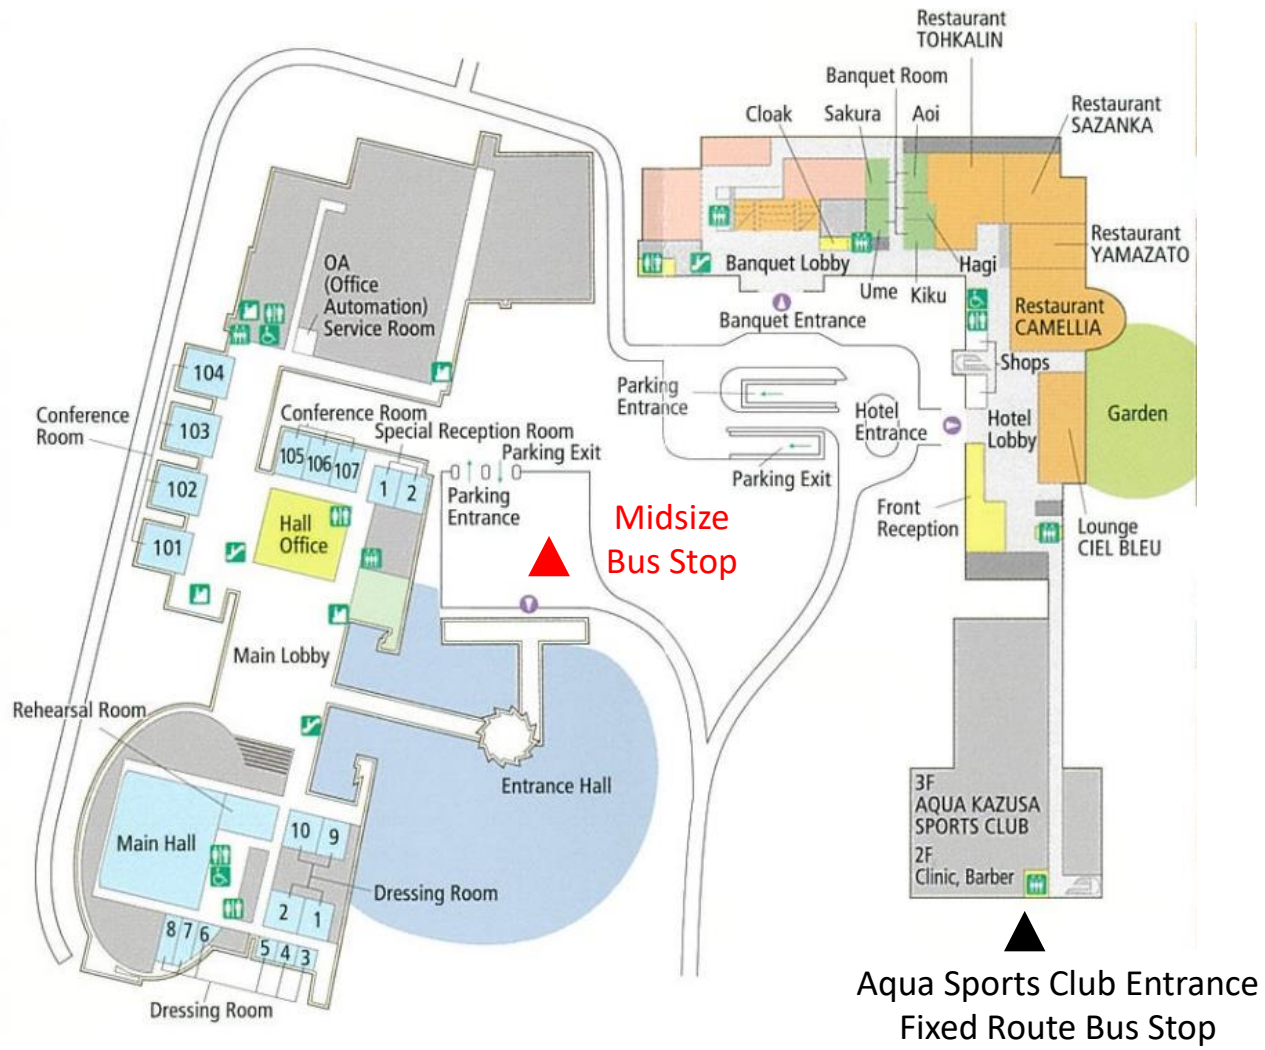 Restaurant
TOHKALIN
Banquet Room
Cloak
Sakura
Aoi
Restaurant
SAZANKA
Restaurant
YAMAZATO
Banquet Lobby
Hagi
Ume
Kiku
Banquet Entrance
Restaurant
CAMELLIA
Shops
Garden
Hotel
Lobby
Hotel
Entrance
Parking
Entrance
Parking Exit
Front
Reception
Lounge
CIEL BLEU
OA
(Office
Automation)
Service Room
104
103
102
101
Conference
Room
Conference Room
105
106
107
Special Reception Room
1
2
Parking Exit
Parking
Entrance
Hall
Office
Midsize
Bus Stop
Main Lobby
Rehearsal Room
Entrance Hall
Main Hall
10
9
Dressing Room
2
1
8
7
6
5
4
3
Dressing Room
3F
AQUA KAZUSA
SPORTS CLUB
2F
Clinic, Barber
Aqua Sports Club Entrance
Fixed Route Bus Stop